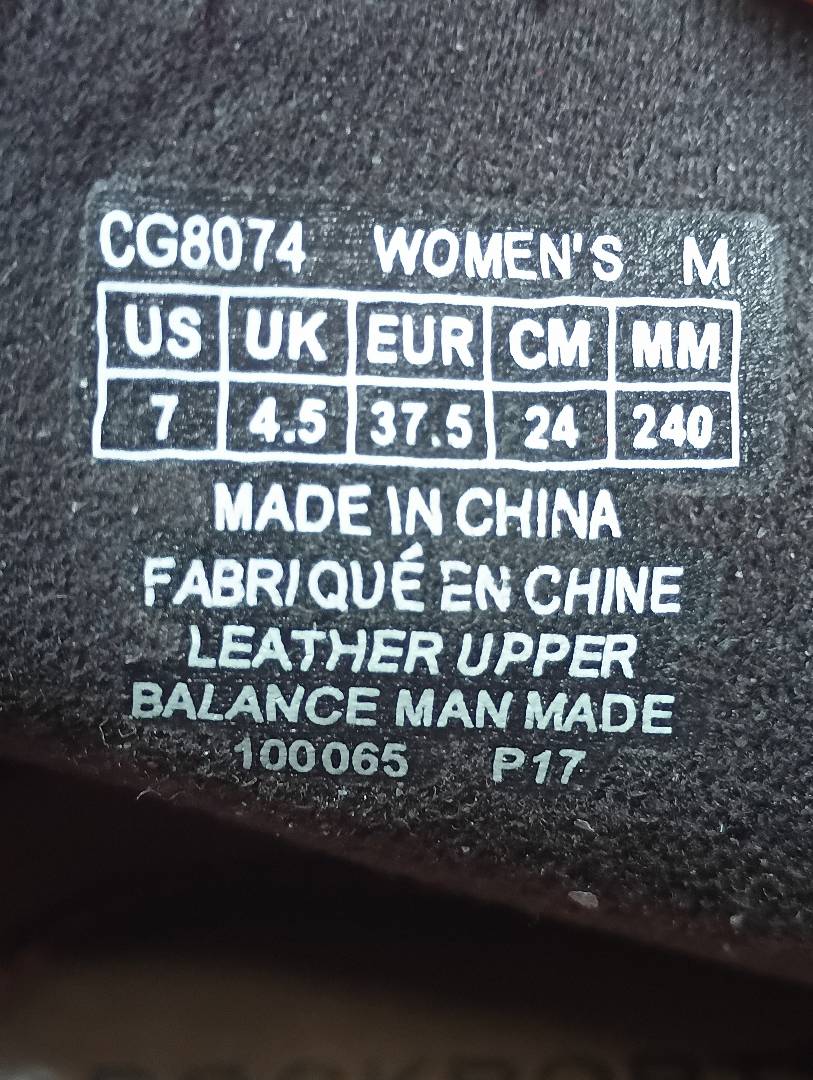 CG8074 WOMEN'S M
US UK EUR CM MM
7 4.5 37.5 24 240
MADE IN CHINA
FABRIQUÉ EN CHINE
LEATHER UPPER
BALANCE MAN MADE
100065 P17